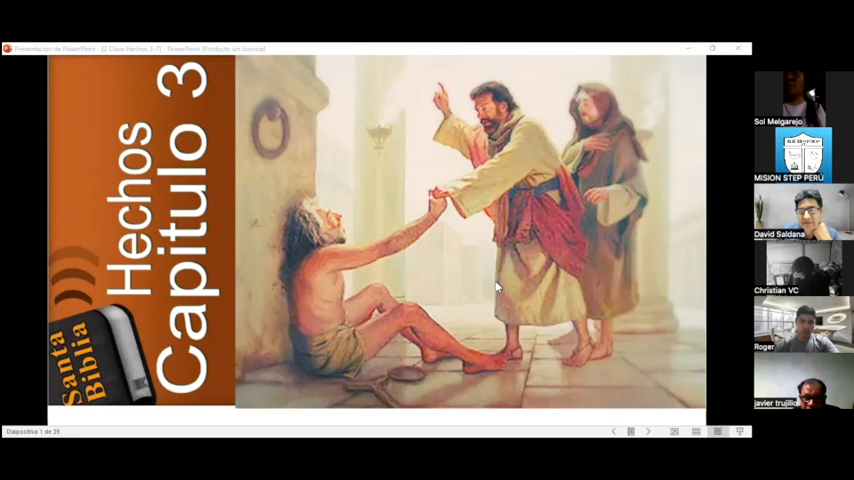 Presentación de PowerPoint - [2 Clase Hechos 3-7] - PowerPoint (Producto sin licencia)
Hechos
Capitulo 3
Santa
Biblia
Sol Melgarejo
MISION STEP PERÚ
David Saldana
Christian VC
Roger
javier trujillo
Diapositiva 1 de 39